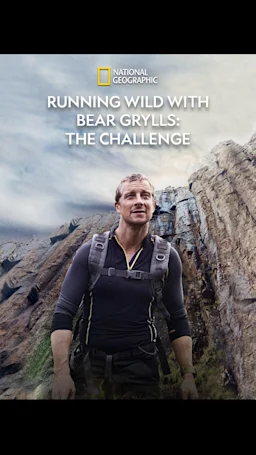 NATIONAL
GEOGRAPHIC
RUNNING WILD WITH
BEAR GRYLLS:
THE CHALLENGE